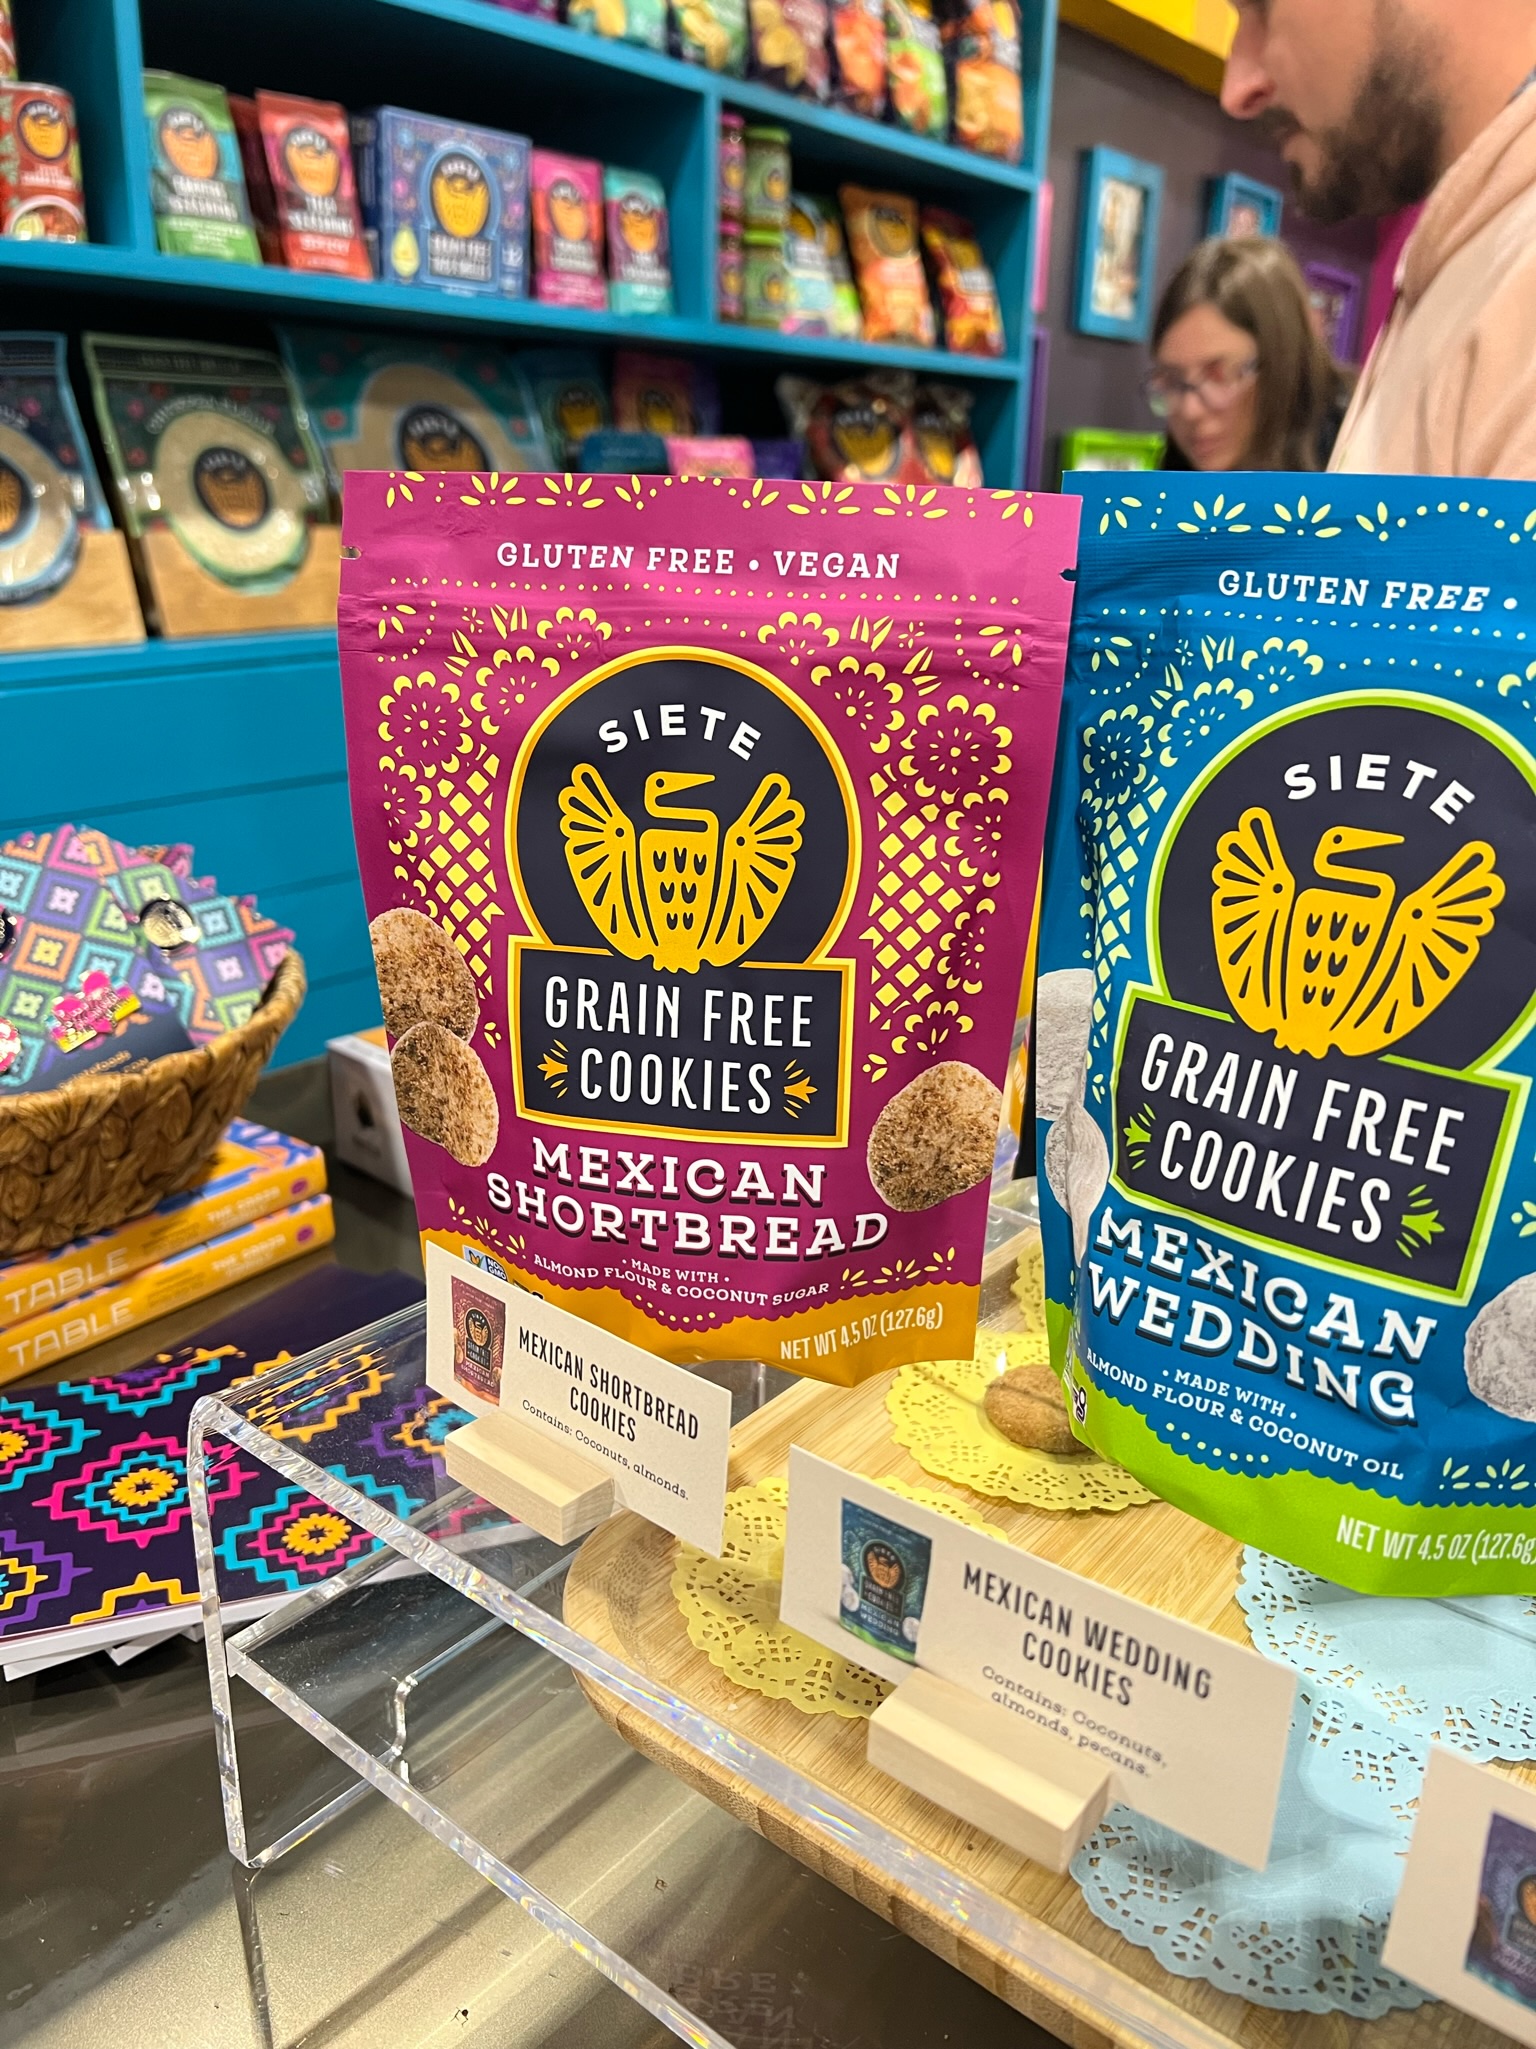 GLUTEN FREE • VEGAN
SIETE
GRAIN FREE
COOKIES
MEXICAN
SHORTBREAD
• MADE WITH •
ALMOND FLOUR & COCONUT SUGAR
NET WT 4.5 OZ (127.6g)
GLUTEN FREE •
SIETE
GRAIN FREE
COOKIES
MEXICAN
WEDDING
• MADE WITH •
ALMOND FLOUR & COCONUT OIL
NET WT 4.5 OZ (127.6g
MEXICAN SHORTBREAD
COOKIES
Contains: Coconuts, almonds.
MEXICAN WEDDING
COOKIES
Contains: Coconuts,
almonds, pecans.
TABLE
TABLE